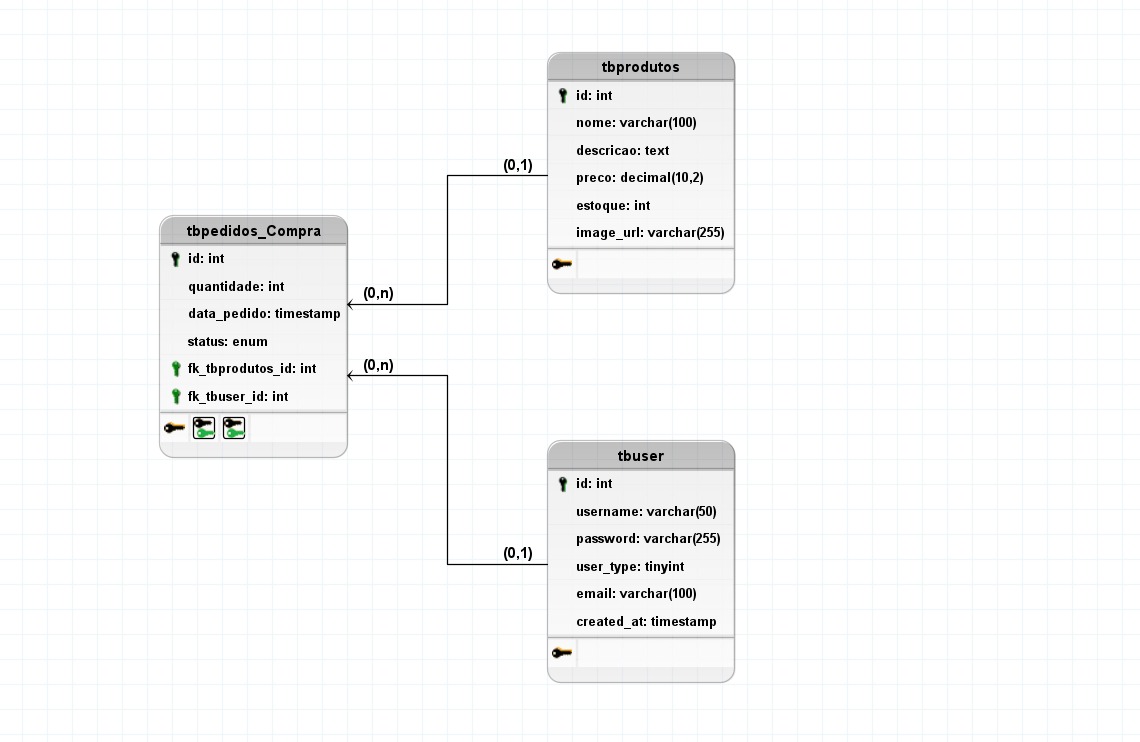 tbprodutos
id: int
nome: varchar(100)
descricao: text
preco: decimal(10,2)
estoque: int
image_url: varchar(255)
(0,1)
(0,n)
tbpedidos_Compra
id: int
quantidade: int
data_pedido: timestamp
status: enum
fk_tbprodutos_id: int
fk_tbuser_id: int
(0,n)
(0,1)
tbuser
id: int
username: varchar(50)
password: varchar(255)
user_type: tinyint
email: varchar(100)
created_at: timestamp